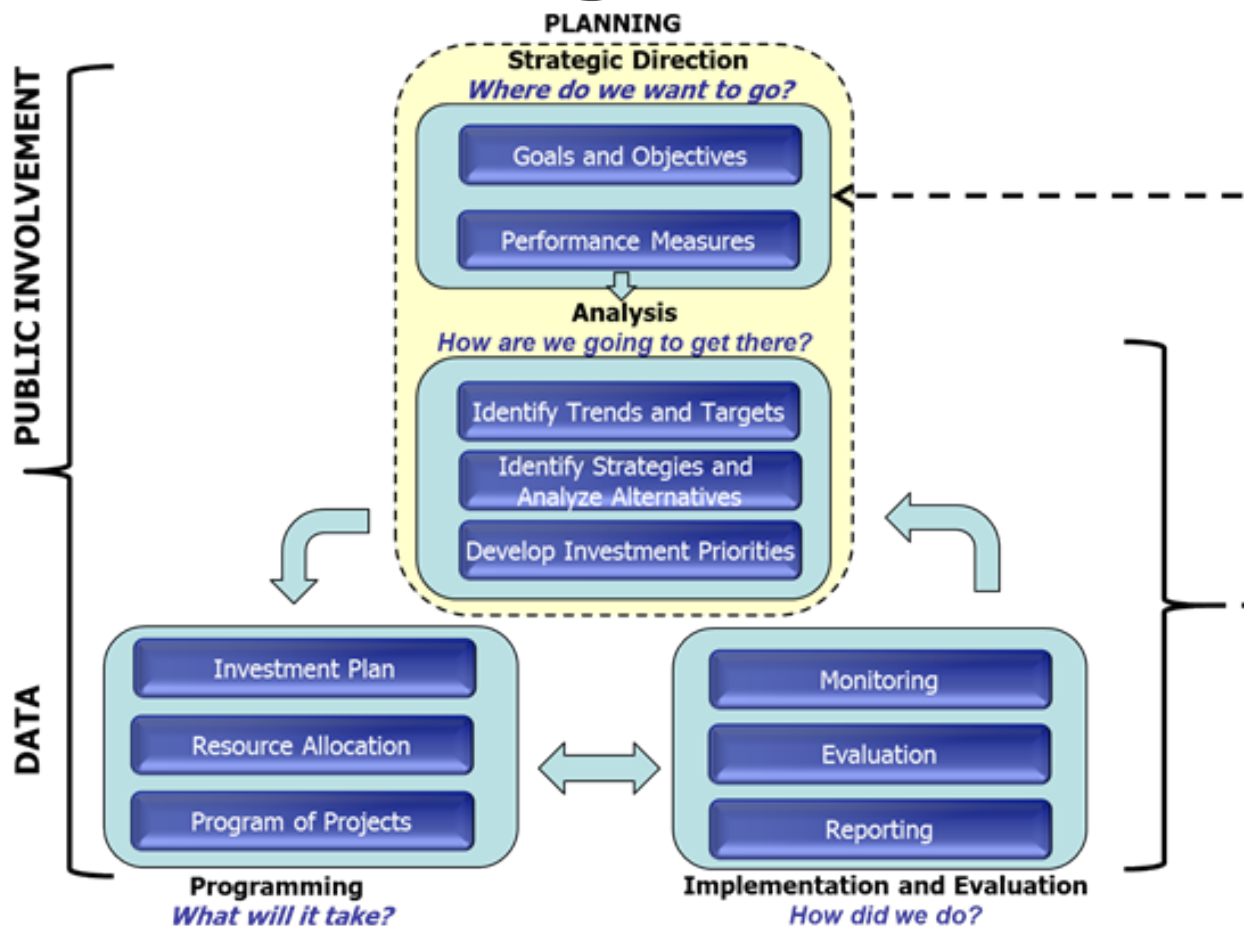 PLANNING
Strategic Direction
Where do we want to go?
Goals and Objectives
Performance Measures
Analysis
How are we going to get there?
Identify Trends and Targets
Identify Strategies and
Analyze Alternatives
Develop Investment Priorities
PUBLIC INVOLVEMENT
DATA
Investment Plan
Resource Allocation
Program of Projects
Programming
What will it take?
Monitoring
Evaluation
Reporting
Implementation and Evaluation
How did we do?